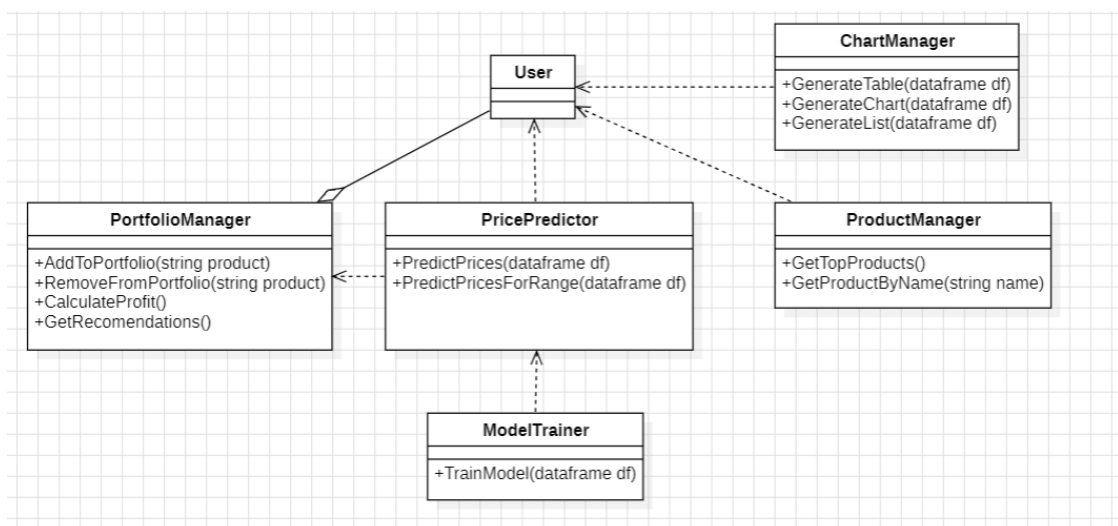 User
ChartManager
+GenerateTable(dataframe df)
+GenerateChart(dataframe df)
+GenerateList(dataframe df)
PortfolioManager
+AddToPortfolio(string product)
+RemoveFromPortfolio(string product)
+CalculateProfit()
+GetRecomendations()
PricePredictor
+PredictPrices(dataframe df)
+PredictPricesForRange(dataframe df)
ProductManager
+GetTopProducts()
+GetProductByName(string name)
ModelTrainer
+TrainModel(dataframe df)